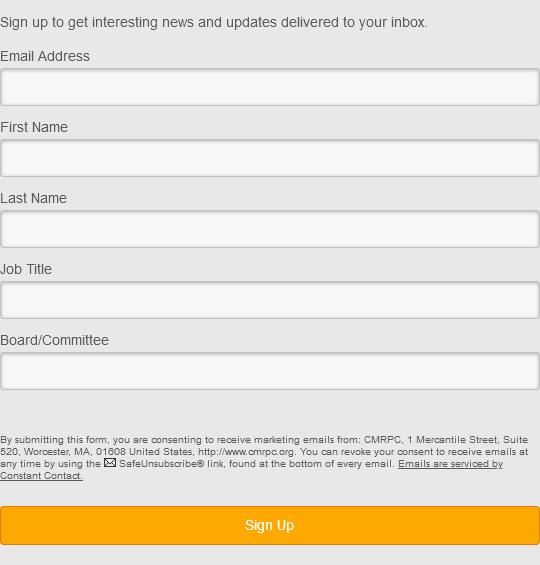 Sign up to get interesting news and updates delivered to your inbox.
Email Address
First Name
Last Name
Job Title
Board/Committee
By submitting this form, you are consenting to receive marketing emails from: CMRPC, 1 Mercantile Street, Suite
520, Worcester, MA, 01608 United States, http://www.cmrpc.org. You can revoke your consent to receive emails at
any time by using the SafeUnsubscribe® link, found at the bottom of every email. Emails are serviced by
Constant Contact.
Sign Up